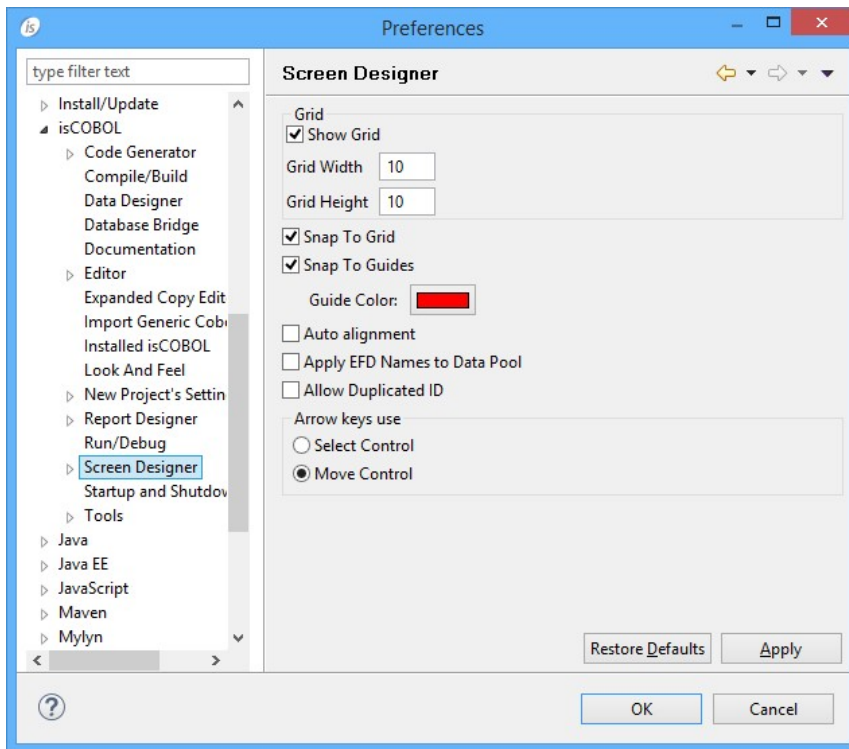 is
Preferences
type filter text
Install/Update
isCOBOL
Code Generator
Compile/Build
Data Designer
Database Bridge
Documentation
Editor
Expanded Copy Edit
Import Generic Cob
Installed isCOBOL
Look And Feel
New Project's Settin
Report Designer
Run/Debug
Screen Designer
Startup and Shutdov
Tools
Java
Java EE
JavaScript
Maven
Mylyn
Screen Designer
Grid
Show Grid
Grid Width 10
Grid Height 10
Snap To Grid
Snap To Guides
Guide Color:
Auto alignment
Apply EFD Names to Data Pool
Allow Duplicated ID
Arrow keys use
Select Control
Move Control
Restore Defaults Apply
? OK Cancel